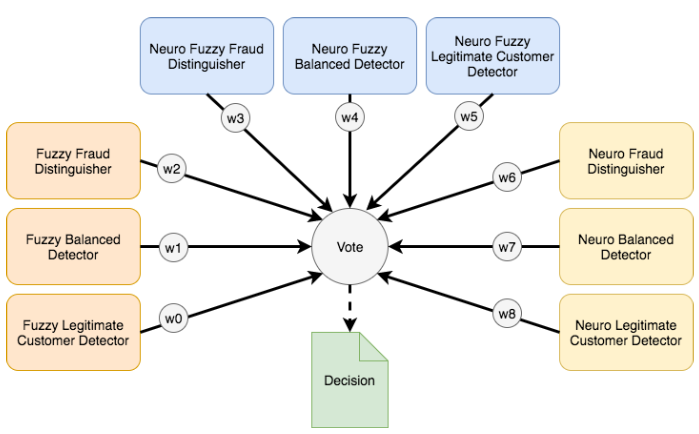 Neuro Fuzzy Fraud
Distinguisher
Neuro Fuzzy
Balanced Detector
Neuro Fuzzy
Legitimate Customer
Detector
w3
w4
w5
Fuzzy Fraud
Distinguisher
w2
w6
Neuro Fraud
Distinguisher
Fuzzy Balanced
Detector
w1
Vote
w7
Neuro Balanced
Detector
Fuzzy Legitimate
Customer Detector
w0
w8
Neuro Legitimate
Customer Detector
Decision